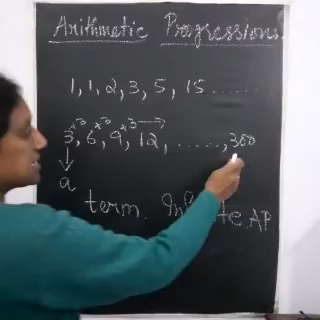 Arithmetic Progressions.
1, 1, 2, 3, 5, 15 ......
+3 +3 +3
3, 6, 9, 12, ......, 300
a
term. Infinite AP